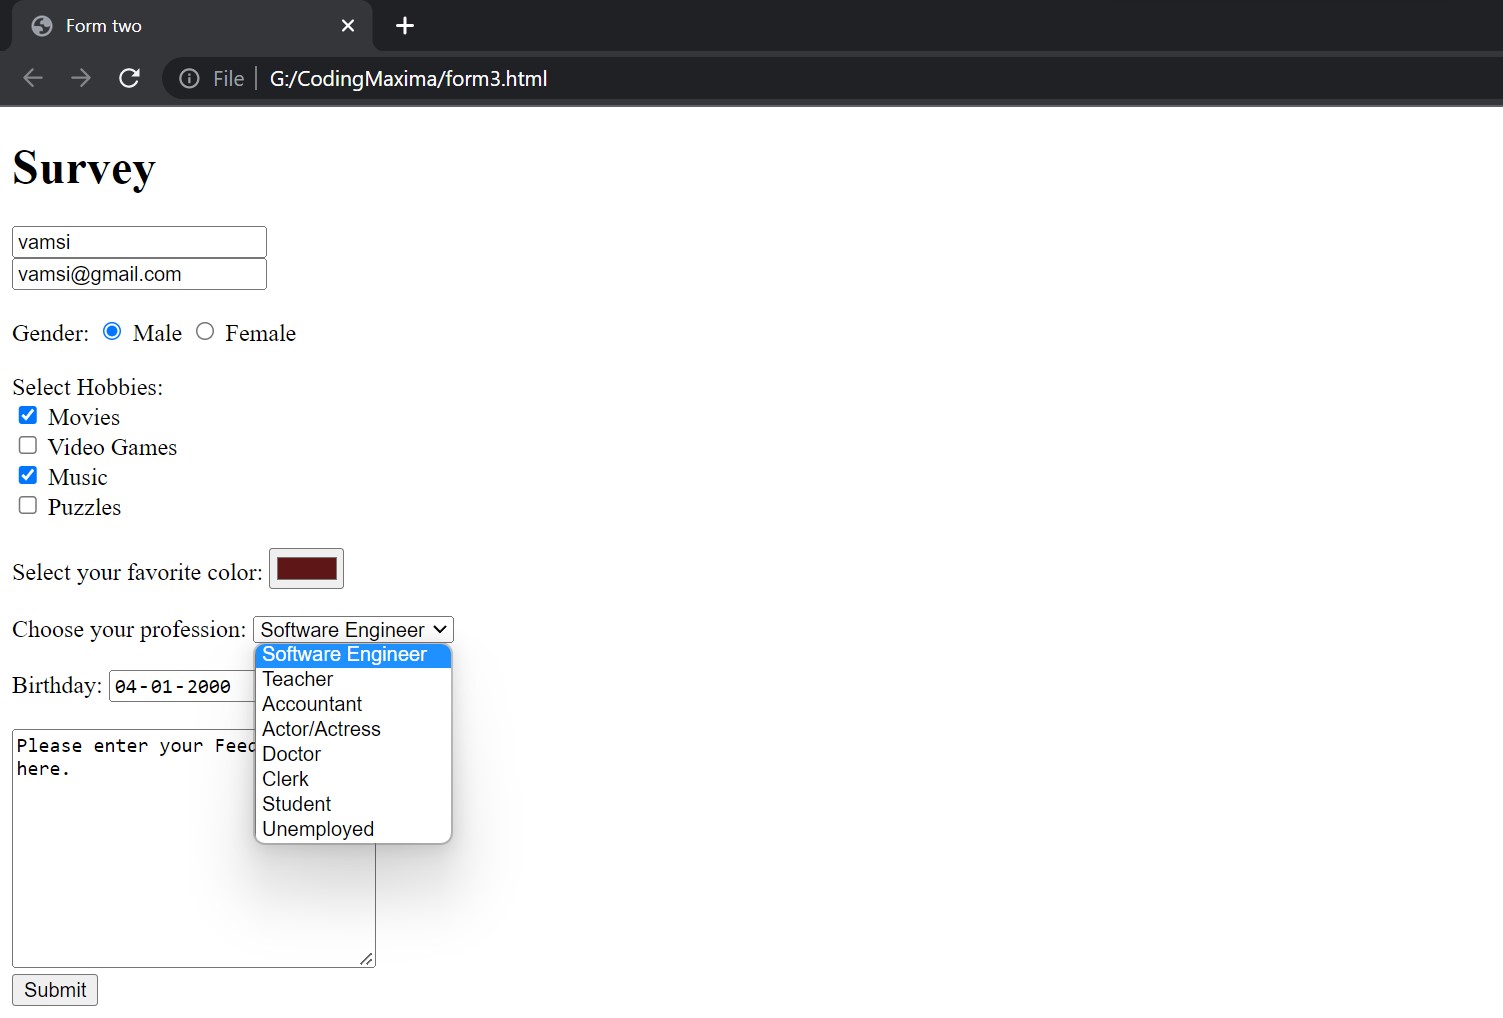 Form two
File G:/CodingMaxima/form3.html
Survey
vamsi
vamsi@gmail.com
Gender: Male Female
Select Hobbies:
Movies
Video Games
Music
Puzzles
Select your favorite color:
Choose your profession: Software Engineer
Software Engineer
Teacher
Accountant
Actor/Actress
Doctor
Clerk
Student
Unemployed
Birthday: 04-01-2000
Please enter your Feed
here.
Submit